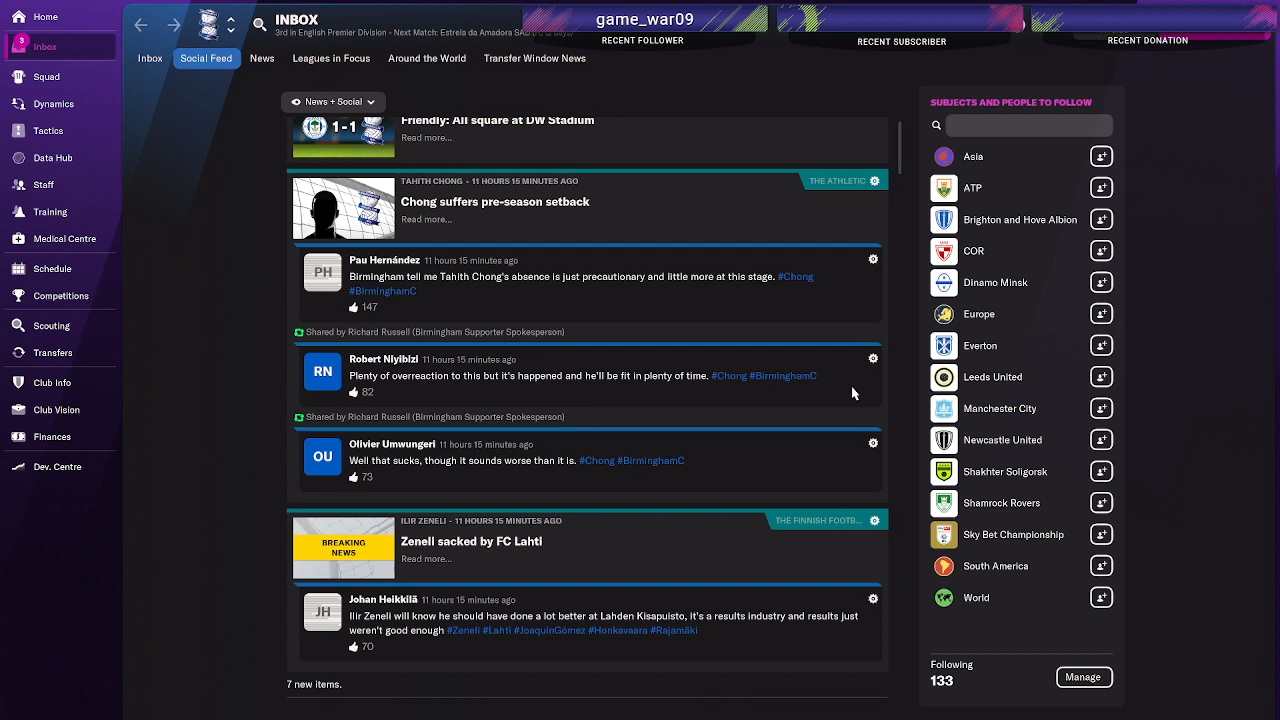 Home
3
Inbox
Squad
Dynamics
Tactics
Data Hub
Staff
Training
Medical Centre
Schedule
Competitions
Scouting
Transfers
Club Info
Club Vision
Finances
Dev. Centre
INBOX
3rd in English Premier Division - Next Match: Estrela da Amadora SAD
game_war09
RECENT FOLLOWER
RECENT SUBSCRIBER
RECENT DONATION
Inbox
Social Feed
News
Leagues in Focus
Around the World
Transfer Window News
News + Social
1-1
Friendly: All square at DW Stadium
Read more...
TAHITH CHONG - 11 HOURS 15 MINUTES AGO
THE ATHLETIC
Chong suffers pre-season setback
Read more...
PH
Pau Hernández 11 hours 15 minutes ago
Birmingham tell me Tahith Chong's absence is just precautionary and little more at this stage. #Chong
#BirminghamC
147
Shared by Richard Russell (Birmingham Supporter Spokesperson)
RN
Robert Niyibizi 11 hours 15 minutes ago
Plenty of overreaction to this but it's happened and he'll be fit in plenty of time. #Chong #BirminghamC
82
Shared by Richard Russell (Birmingham Supporter Spokesperson)
OU
Olivier Umwungeri 11 hours 15 minutes ago
Well that sucks, though it sounds worse than it is. #Chong #BirminghamC
73
ILIR ZENELI - 11 HOURS 15 MINUTES AGO
THE FINNISH FOOTB...
BREAKING
NEWS
Zeneli sacked by FC Lahti
Read more...
JH
Johan Heikkilä 11 hours 15 minutes ago
Ilir Zeneli will know he should have done a lot better at Lahden Kisapuisto, it's a results industry and results just
weren't good enough #Zeneli #Lahti #JoaquínGómez #Honkavaara #Rajamäki
70
7 new items.
SUBJECTS AND PEOPLE TO FOLLOW
Asia
ATP
Brighton and Hove Albion
COR
Dinamo Minsk
Europe
Everton
Leeds United
Manchester City
Newcastle United
Shakhter Soligorsk
Shamrock Rovers
Sky Bet Championship
South America
World
Following
133
Manage